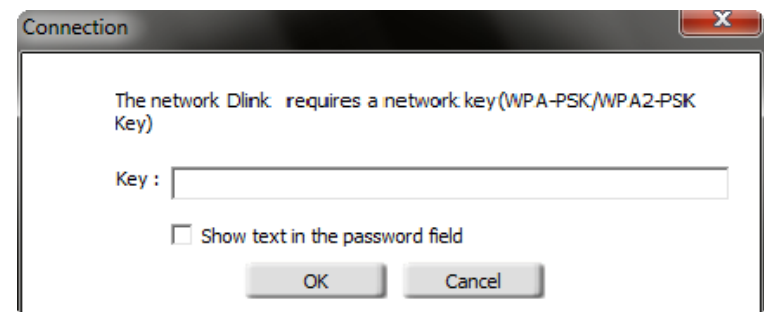 Connection
The network Dlink requires a network key(WPA-PSK/WPA2-PSK
Key)
Key :
Show text in the password field
OK Cancel